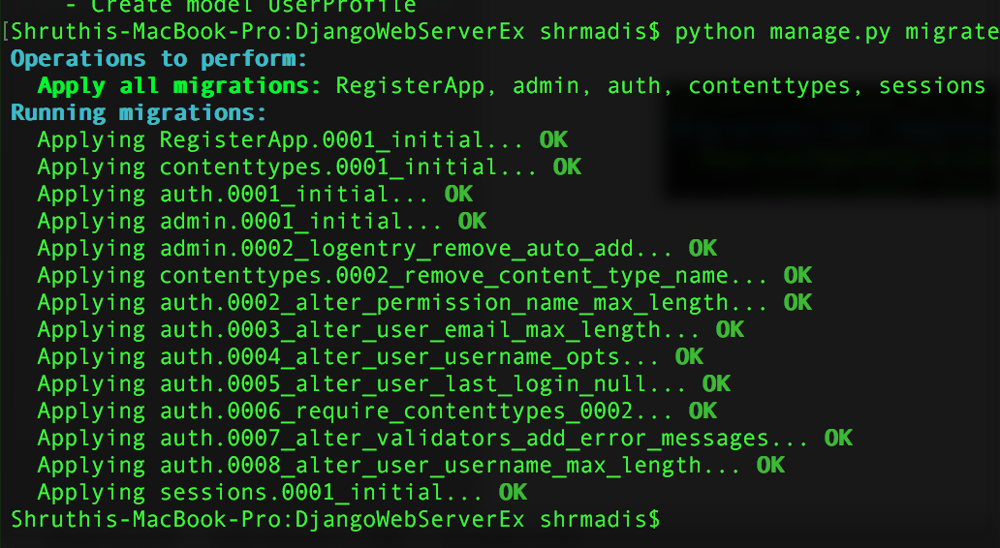 - Create model UserProfile
[Shruthis-MacBook-Pro:DjangoWebServerEx shrmadis$ python manage.py migrate
Operations to perform:
Apply all migrations: RegisterApp, admin, auth, contenttypes, sessions
Running migrations:
Applying RegisterApp.0001_initial... OK
Applying contenttypes.0001_initial... OK
Applying auth.0001_initial... OK
Applying admin.0001_initial... OK
Applying admin.0002_logentry_remove_auto_add... OK
Applying contenttypes.0002_remove_content_type_name... OK
Applying auth.0002_alter_permission_name_max_length... OK
Applying auth.0003_alter_user_email_max_length... OK
Applying auth.0004_alter_user_username_opts... OK
Applying auth.0005_alter_user_last_login_null... OK
Applying auth.0006_require_contenttypes_0002... OK
Applying auth.0007_alter_validators_add_error_messages... OK
Applying auth.0008_alter_user_username_max_length... OK
Applying sessions.0001_initial... OK
Shruthis-MacBook-Pro:DjangoWebServerEx shrmadis$